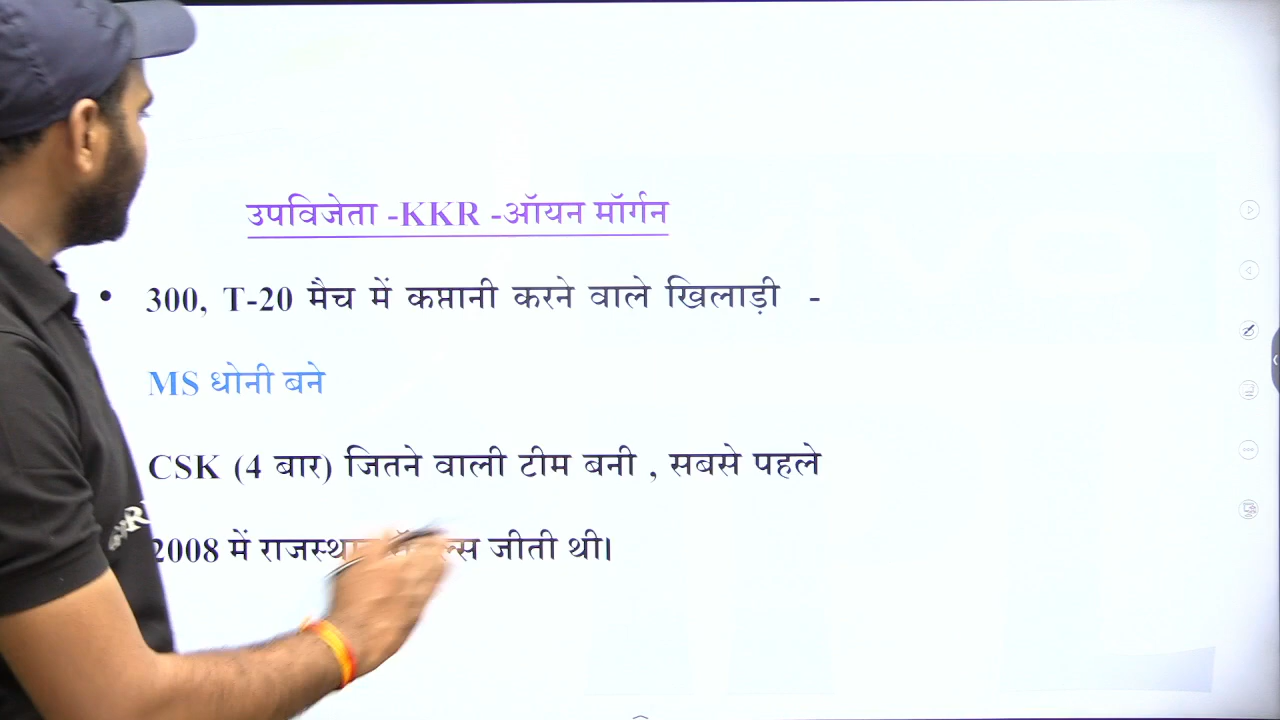 उपविजेता -KKR -ऑयन मॉर्गन
• 300, T-20 मैच में कप्तानी करने वाले खिलाड़ी -
MS धोनी बने
CSK (4 बार) जितने वाली टीम बनी , सबसे पहले
2008 में जीती थी।